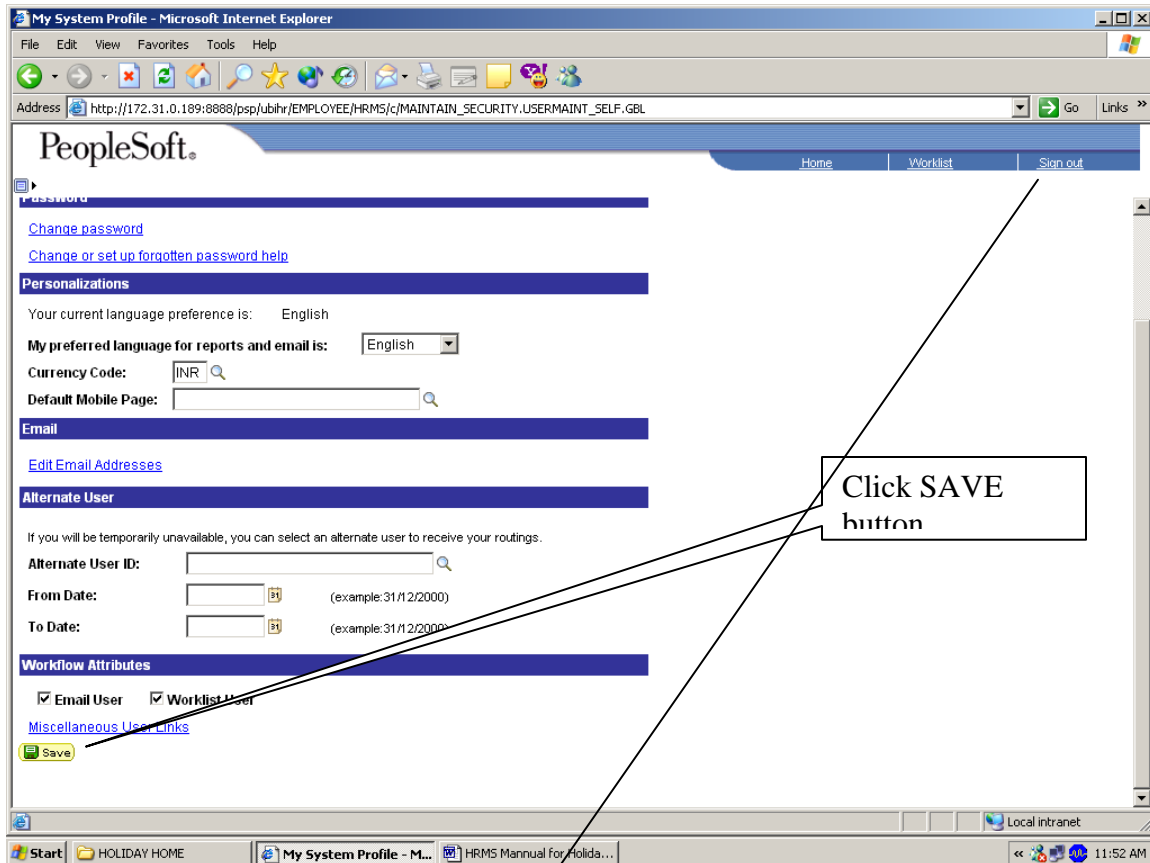 My System Profile - Microsoft Internet Explorer
File Edit View Favorites Tools Help
Address http://172.31.0.189:8888/psp/ubihr/EMPLOYEE/HRMS/c/MAINTAIN_SECURITY.USERMAINT_SELF.GBL Go Links »
PeopleSoft®
Home Worklist Sign out
Password
Change password
Change or set up forgotten password help
Personalizations
Your current language preference is: English
My preferred language for reports and email is: English
Currency Code: INR
Default Mobile Page:
Email
Edit Email Addresses
Alternate User
If you will be temporarily unavailable, you can select an alternate user to receive your routings.
Alternate User ID:
From Date: 31 (example:31/12/2000)
To Date: 31 (example:31/12/2000)
Workflow Attributes
Email User Worklist User
Miscellaneous User Links
Save
Click SAVE
button
Local intranet
Start HOLIDAY HOME My System Profile - M... HRMS Mannual for Holida... « 11:52 AM